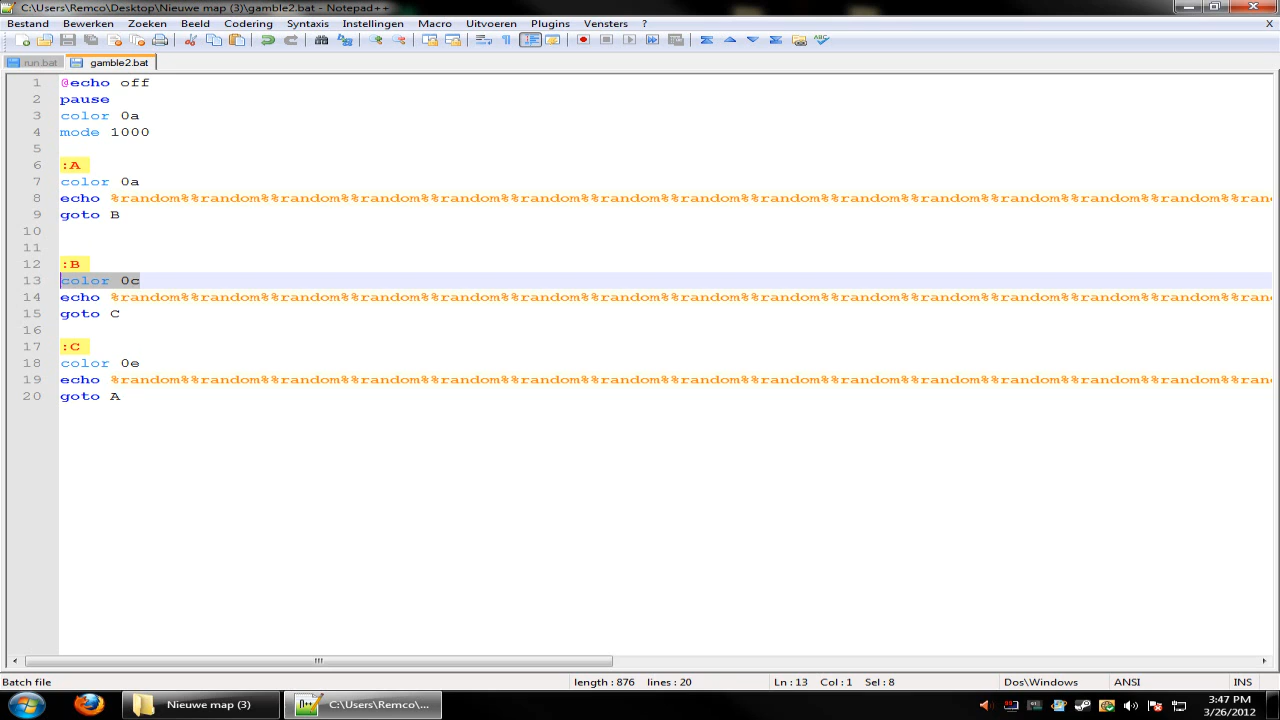 C:\Users\Remco\Desktop\Nieuwe map (3)\gamble2.bat - Notepad++
Bestand Bewerken Zoeken Beeld Codering Syntaxis Instellingen Macro Uitvoeren Plugins Vensters ? X
run.bat gamble2.bat
1 @echo off
2 pause
3 color 0a
4 mode 1000
5
6 :A
7 color 0a
8 echo %random%%random%%random%%random%%random%%random%%random%%random%%random%%random%%random%%random%%random%%random%%ran
9 goto B
10
11
12 :B
13 color 0c
14 echo %random%%random%%random%%random%%random%%random%%random%%random%%random%%random%%random%%random%%random%%random%%ran
15 goto C
16
17 :C
18 color 0e
19 echo %random%%random%%random%%random%%random%%random%%random%%random%%random%%random%%random%%random%%random%%random%%ran
20 goto A
Batch file length : 876 lines : 20 Ln : 13 Col : 1 Sel : 8 Dos\Windows ANSI INS
Nieuwe map (3) C:\Users\Remco\... 3:47 PM
3/26/2012